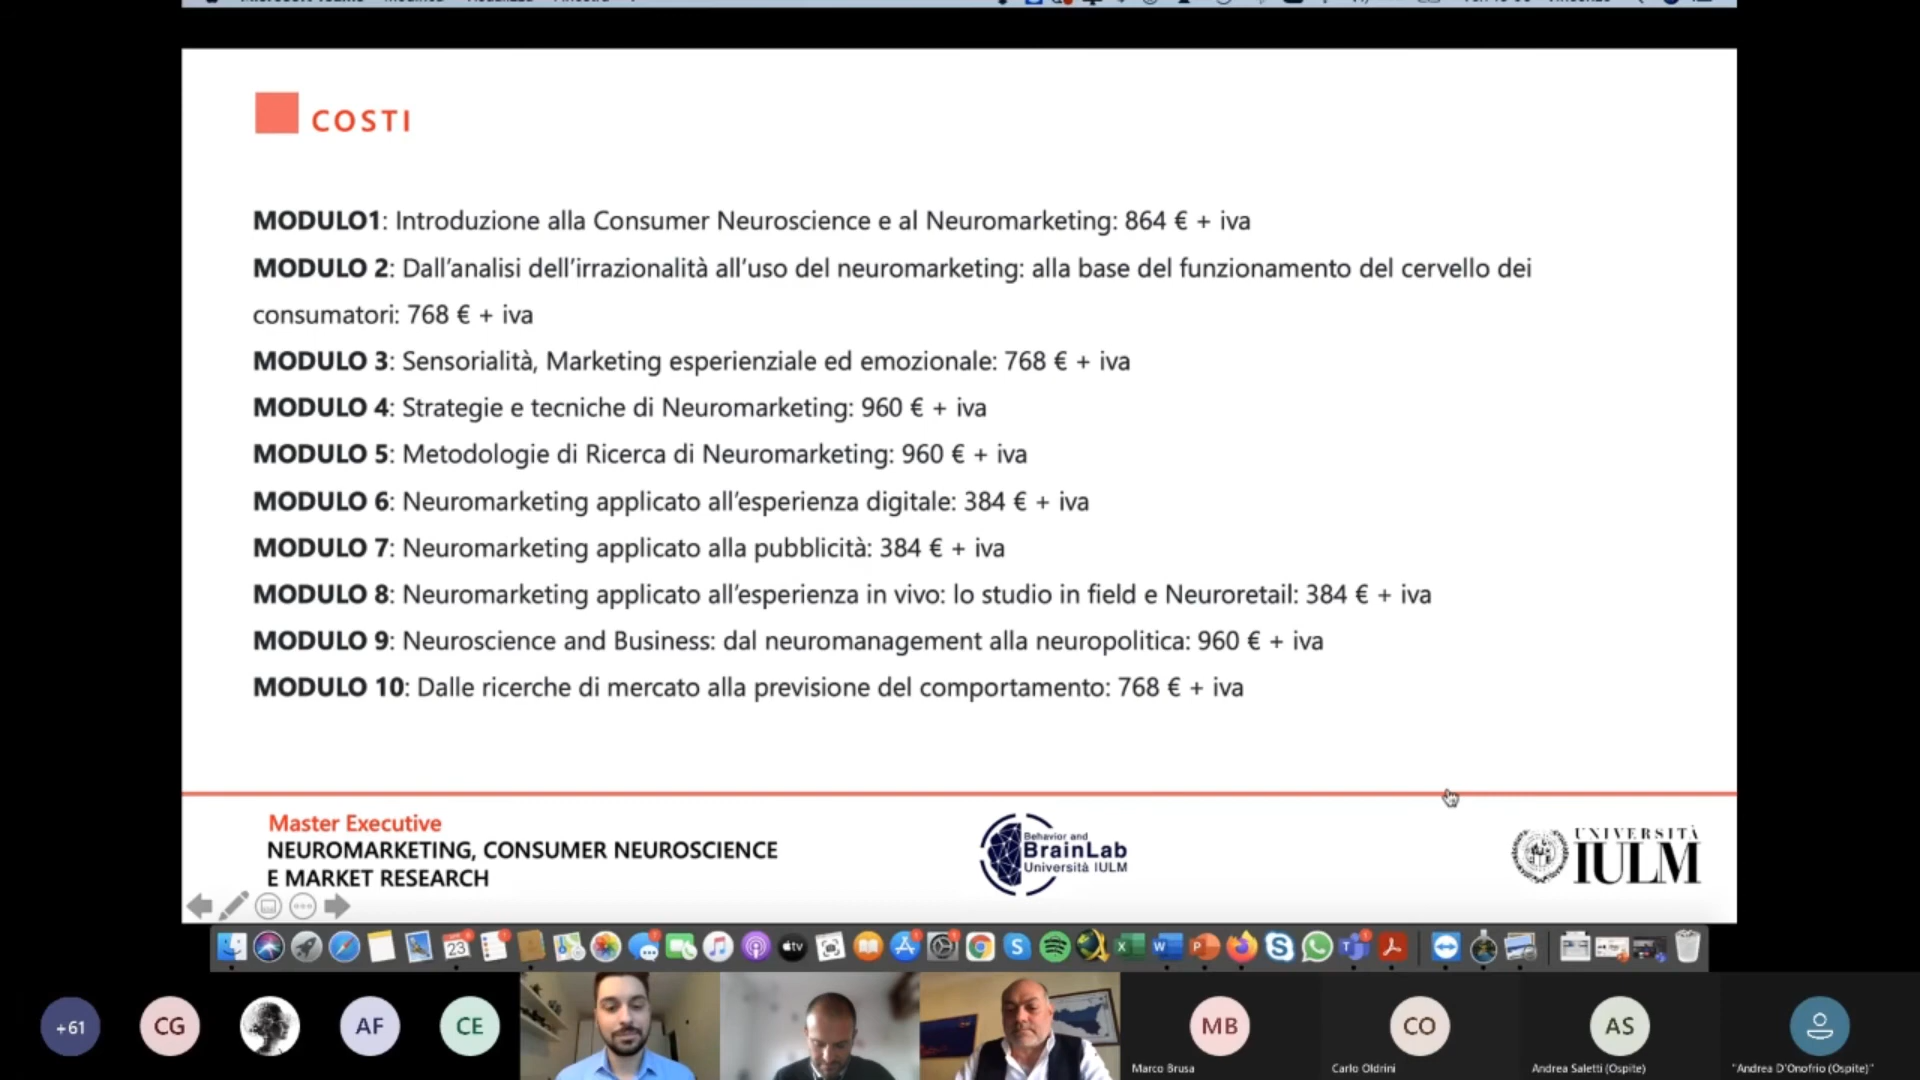 COSTI
MODULO1: Introduzione alla Consumer Neuroscience e al Neuromarketing: 864 € + iva
MODULO 2: Dall'analisi dell'irrazionalità all'uso del neuromarketing: alla base del funzionamento del cervello dei
consumatori: 768 € + iva
MODULO 3: Sensorialità, Marketing esperienziale ed emozionale: 768 € + iva
MODULO 4: Strategie e tecniche di Neuromarketing: 960 € + iva
MODULO 5: Metodologie di Ricerca di Neuromarketing: 960 € + iva
MODULO 6: Neuromarketing applicato all'esperienza digitale: 384 € + iva
MODULO 7: Neuromarketing applicato alla pubblicità: 384 € + iva
MODULO 8: Neuromarketing applicato all'esperienza in vivo: lo studio in field e Neuroretail: 384 € + iva
MODULO 9: Neuroscience and Business: dal neuromanagement alla neuropolitica: 960 € + iva
MODULO 10: Dalle ricerche di mercato alla previsione del comportamento: 768 € + iva
Master Executive
NEUROMARKETING, CONSUMER NEUROSCIENCE
E MARKET RESEARCH
Behavior and
BrainLab
Università IULM
UNIVERSITÀ
IULM
23
tv
+61
CG
AF
CE
MB
CO
AS
Marco Brusa
Carlo Oldrini
Andrea Saletti (Ospite)
"Andrea D'Onofrio (Ospite)"